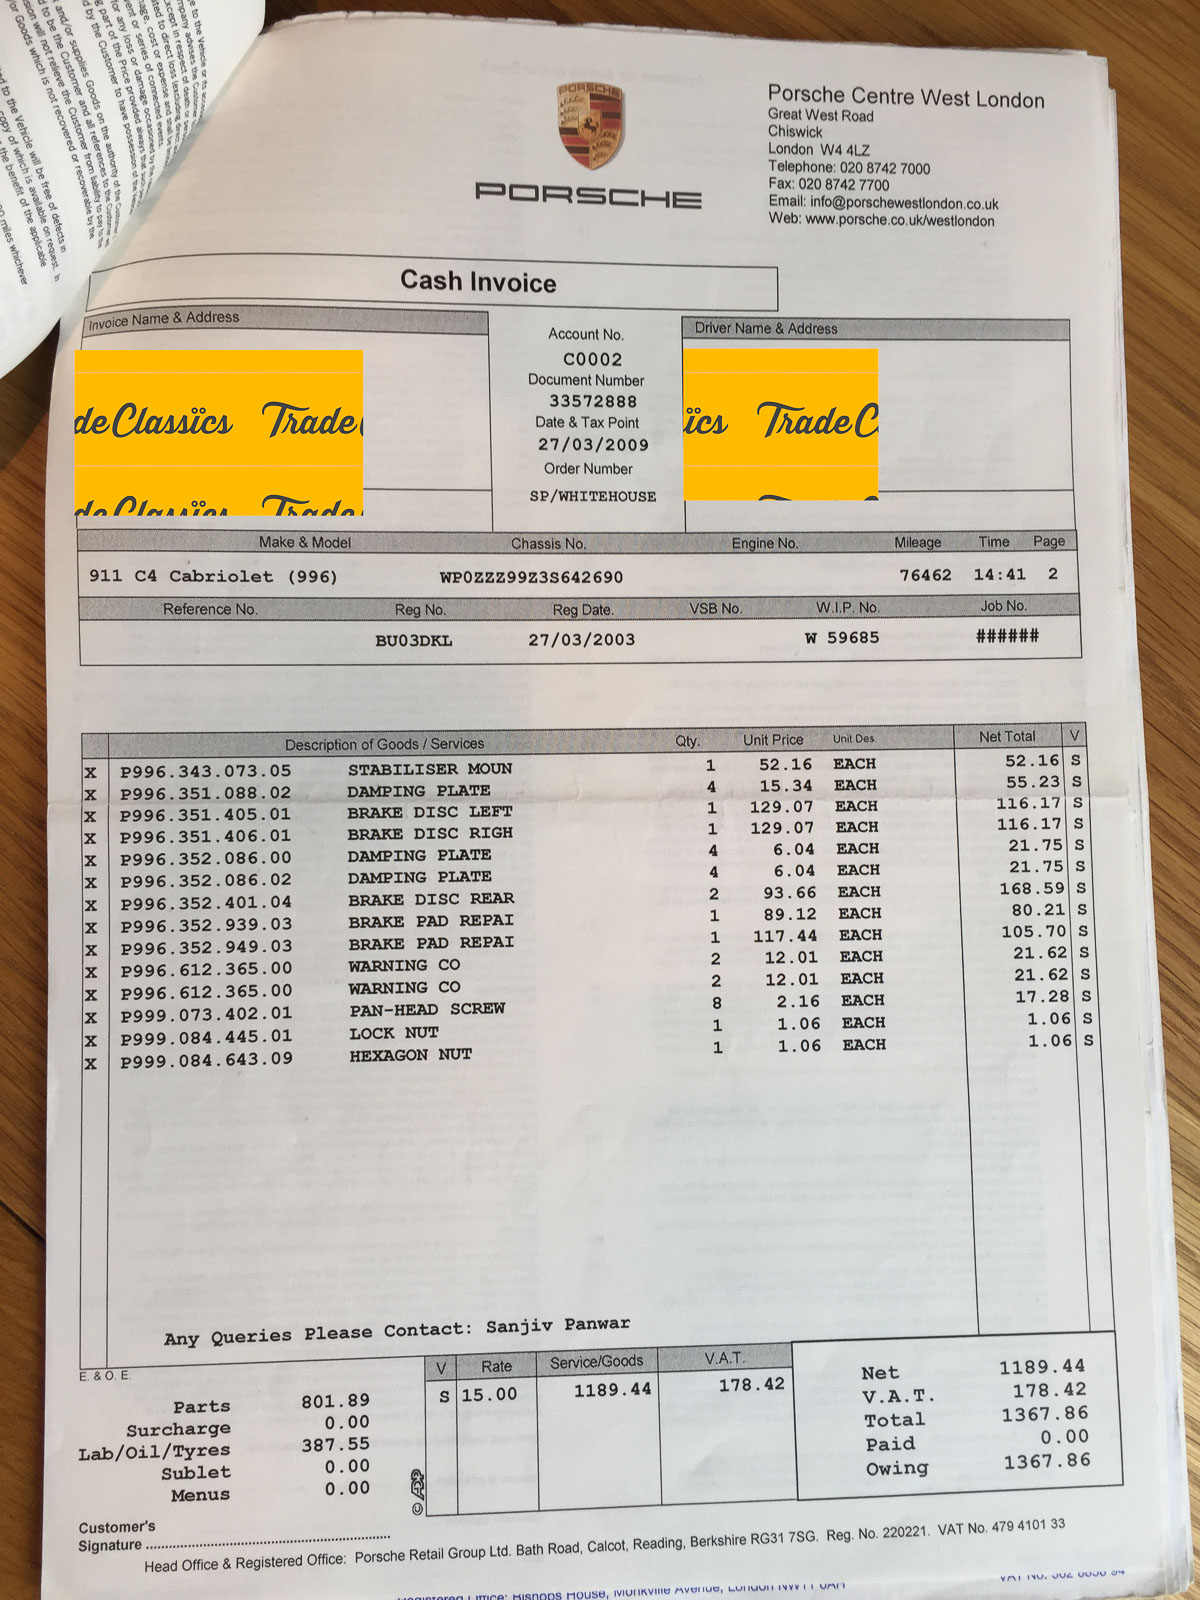 PORSCHE
PORSCHE
Porsche Centre West London
Great West Road
Chiswick
London W4 4LZ
Telephone: 020 8742 7000
Fax: 020 8742 7700
Email: info@porschewestlondon.co.uk
Web: www.porsche.co.uk/westlondon
Cash Invoice
Invoice Name & Address
deClassïcs Trade
deClassïcs Trade
Account No.
C0002
Document Number
33572888
Date & Tax Point
27/03/2009
Order Number
SP/WHITEHOUSE
Driver Name & Address
ïcs TradeC
Make & Model Chassis No. Engine No. Mileage Time Page
911 C4 Cabriolet (996) WP0ZZZ99Z3S642690 76462 14:41 2
Reference No. Reg No. Reg Date. VSB No. W.I.P. No. Job No.
BU03DKL 27/03/2003 W 59685 ######
Description of Goods / Services Qty. Unit Price Unit Des Net Total V
X P996.343.073.05 STABILISER MOUN 1 52.16 EACH 52.16 S
X P996.351.088.02 DAMPING PLATE 4 15.34 EACH 55.23 S
X P996.351.405.01 BRAKE DISC LEFT 1 129.07 EACH 116.17 S
X P996.351.406.01 BRAKE DISC RIGH 1 129.07 EACH 116.17 S
X P996.352.086.00 DAMPING PLATE 4 6.04 EACH 21.75 S
X P996.352.086.02 DAMPING PLATE 4 6.04 EACH 21.75 S
X P996.352.401.04 BRAKE DISC REAR 2 93.66 EACH 168.59 S
X P996.352.939.03 BRAKE PAD REPAI 1 89.12 EACH 80.21 S
X P996.352.949.03 BRAKE PAD REPAI 1 117.44 EACH 105.70 S
X P996.612.365.00 WARNING CO 2 12.01 EACH 21.62 S
X P996.612.365.00 WARNING CO 2 12.01 EACH 21.62 S
X P999.073.402.01 PAN-HEAD SCREW 8 2.16 EACH 17.28 S
X P999.084.445.01 LOCK NUT 1 1.06 EACH 1.06 S
X P999.084.643.09 HEXAGON NUT 1 1.06 EACH 1.06 S
Any Queries Please Contact: Sanjiv Panwar
E. & O. E.
Parts 801.89
Surcharge 0.00
Lab/Oil/Tyres 387.55
Sublet 0.00
Menus 0.00
© ADP
V Rate Service/Goods V.A.T.
S 15.00 1189.44 178.42
Net 1189.44
V.A.T. 178.42
Total 1367.86
Paid 0.00
Owing 1367.86
Customer's
Signature
Head Office & Registered Office: Porsche Retail Group Ltd. Bath Road, Calcot, Reading, Berkshire RG31 7SG. Reg. No. 220221. VAT No. 479 4101 33